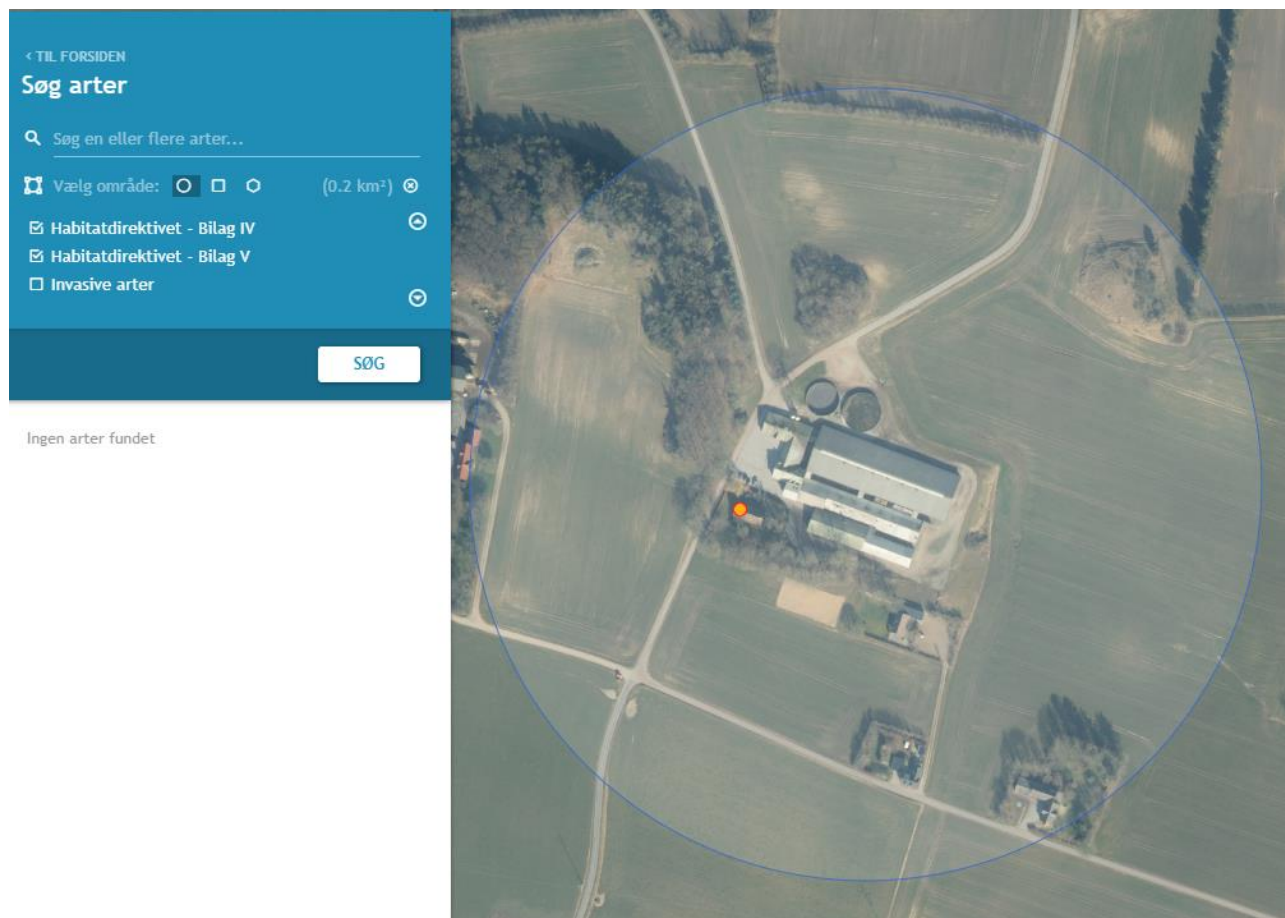 ‹ TIL FORSIDEN
Søg arter
Søg en eller flere arter...
Vælg område: (0.2 km²)
Habitatdirektivet - Bilag IV
Habitatdirektivet - Bilag V
Invasive arter
SØG
Ingen arter fundet